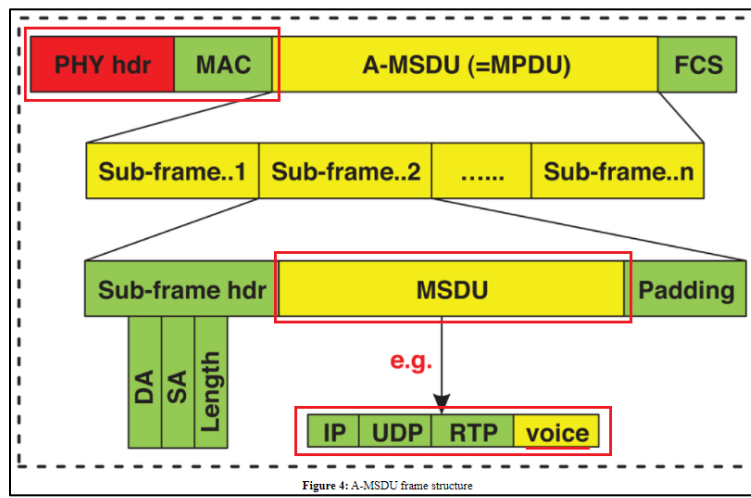 PHY hdr MAC A-MSDU (=MPDU) FCS
Sub-frame..1 Sub-frame..2 ...... Sub-frame..n
Sub-frame hdr MSDU Padding
DA SA Length
e.g.
IP UDP RTP voice
Figure 4: A-MSDU frame structure